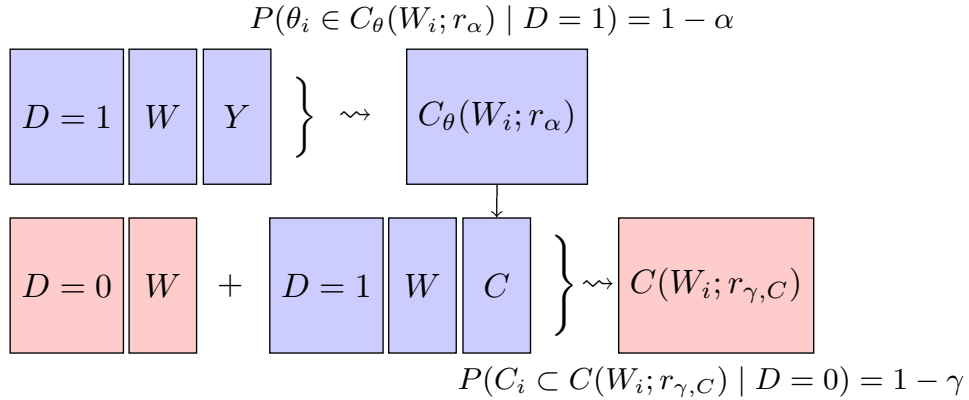 P(θ_i ∈ C_θ(W_i; r_α) | D = 1) = 1 − α
D = 1 W Y } ⇝ C_θ(W_i; r_α)
D = 0 W + D = 1 W C } ⇝ C(W_i; r_{γ,C})
P(C_i ⊂ C(W_i; r_{γ,C}) | D = 0) = 1 − γ